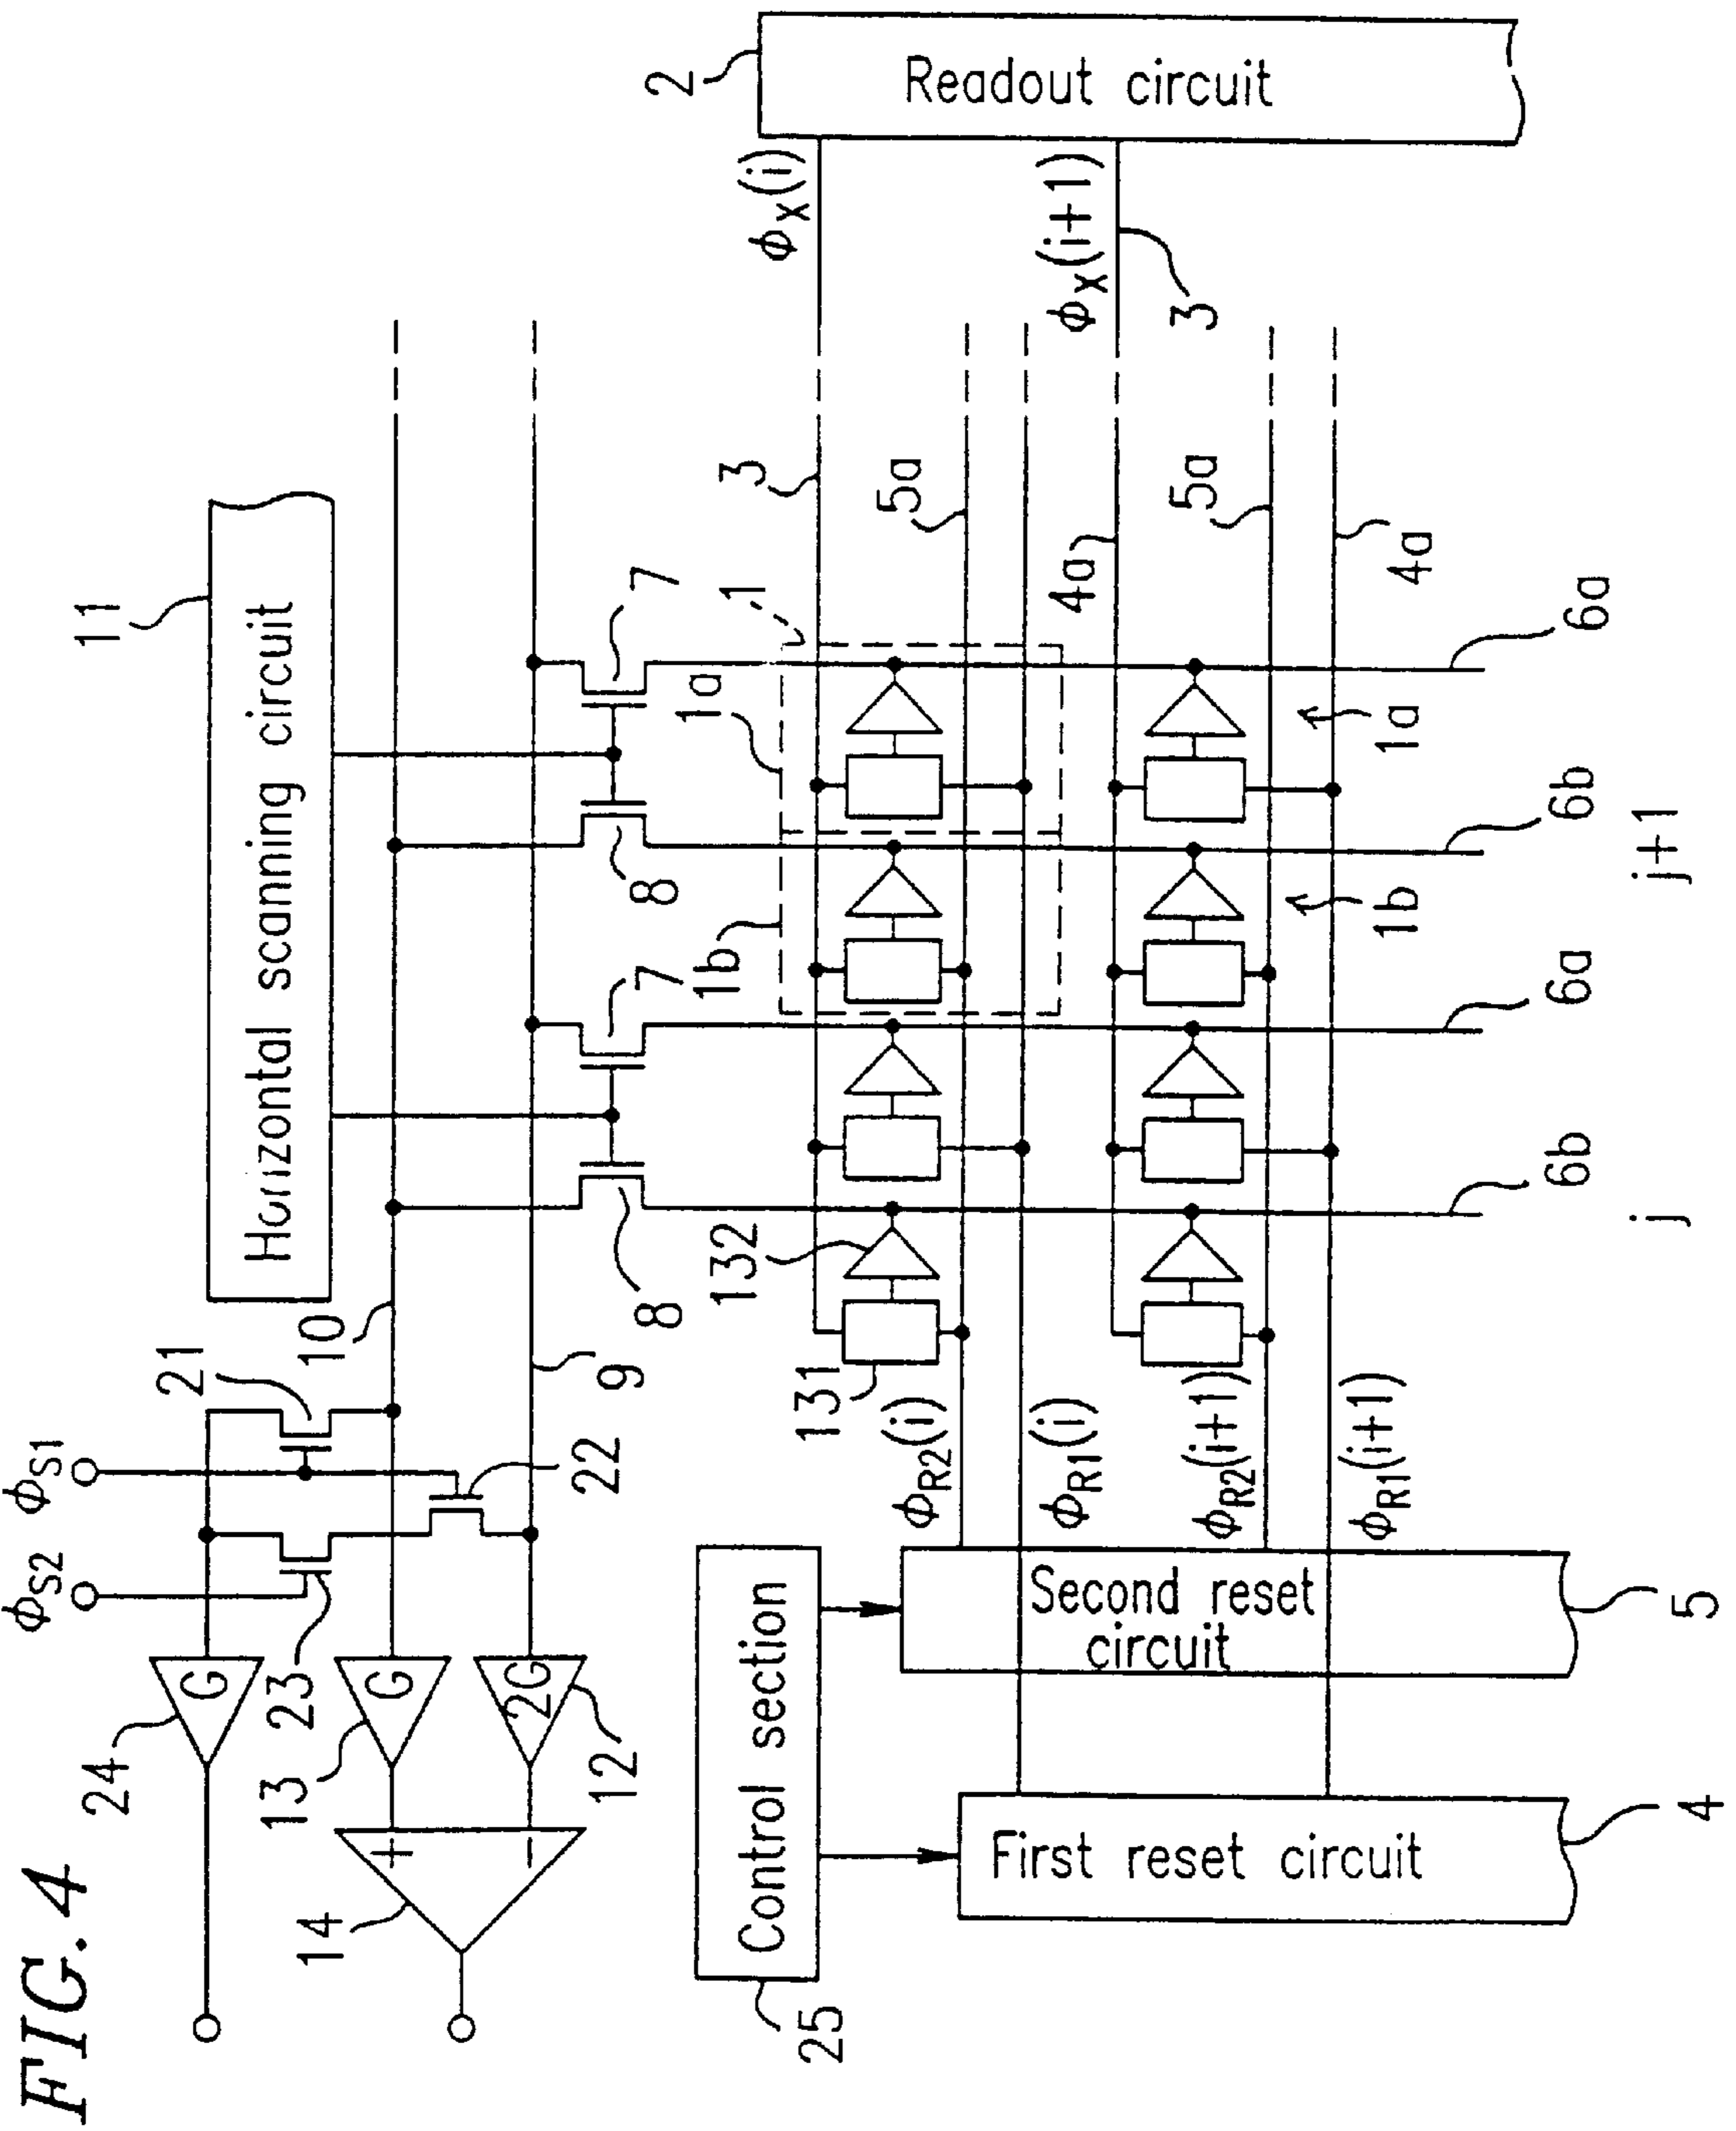 FIG. 4
11
Horizontal scanning circuit
ϕS2
ϕS1
21
10
24
G
23
13
G
22
9
14
+
−
2G
12
8
7
8
7
25
Control section
132
131
1b
1a
1
3
ϕX(i)
2
Readout circuit
5a
ϕR2(i)
ϕR1(i)
4a
ϕX(i+1)
3
Second reset
circuit
First reset circuit
ϕR2(i+1)
ϕR1(i+1)
1b
1a
5a
4a
4
5
6b
6a
6b
6a
j
j+1